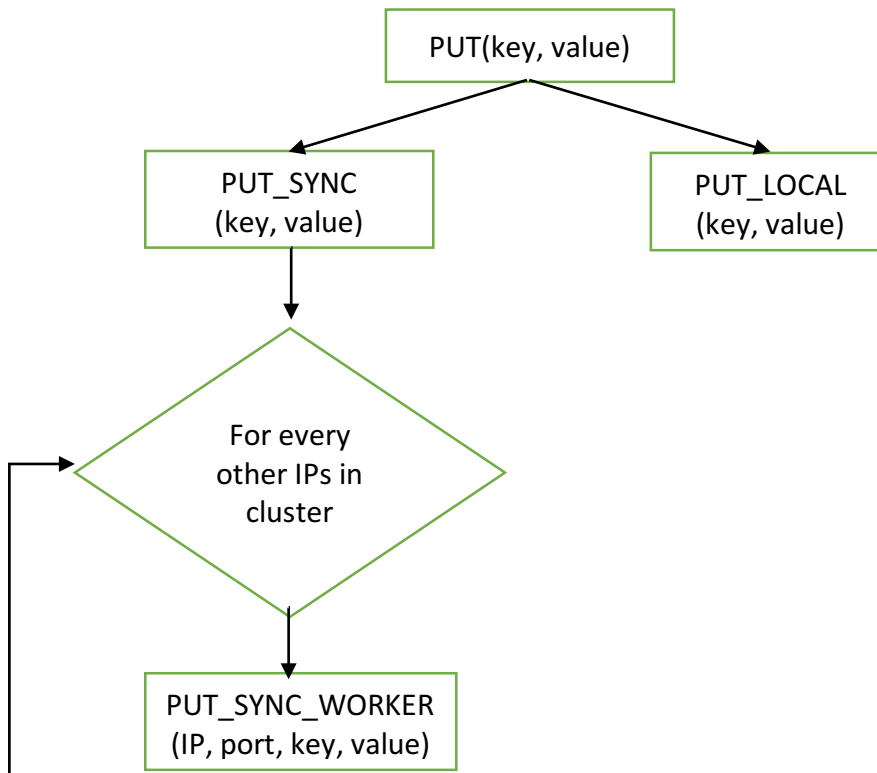 PUT(key, value)
PUT_SYNC
(key, value)
PUT_LOCAL
(key, value)
For every
other IPs in
cluster
PUT_SYNC_WORKER
(IP, port, key, value)